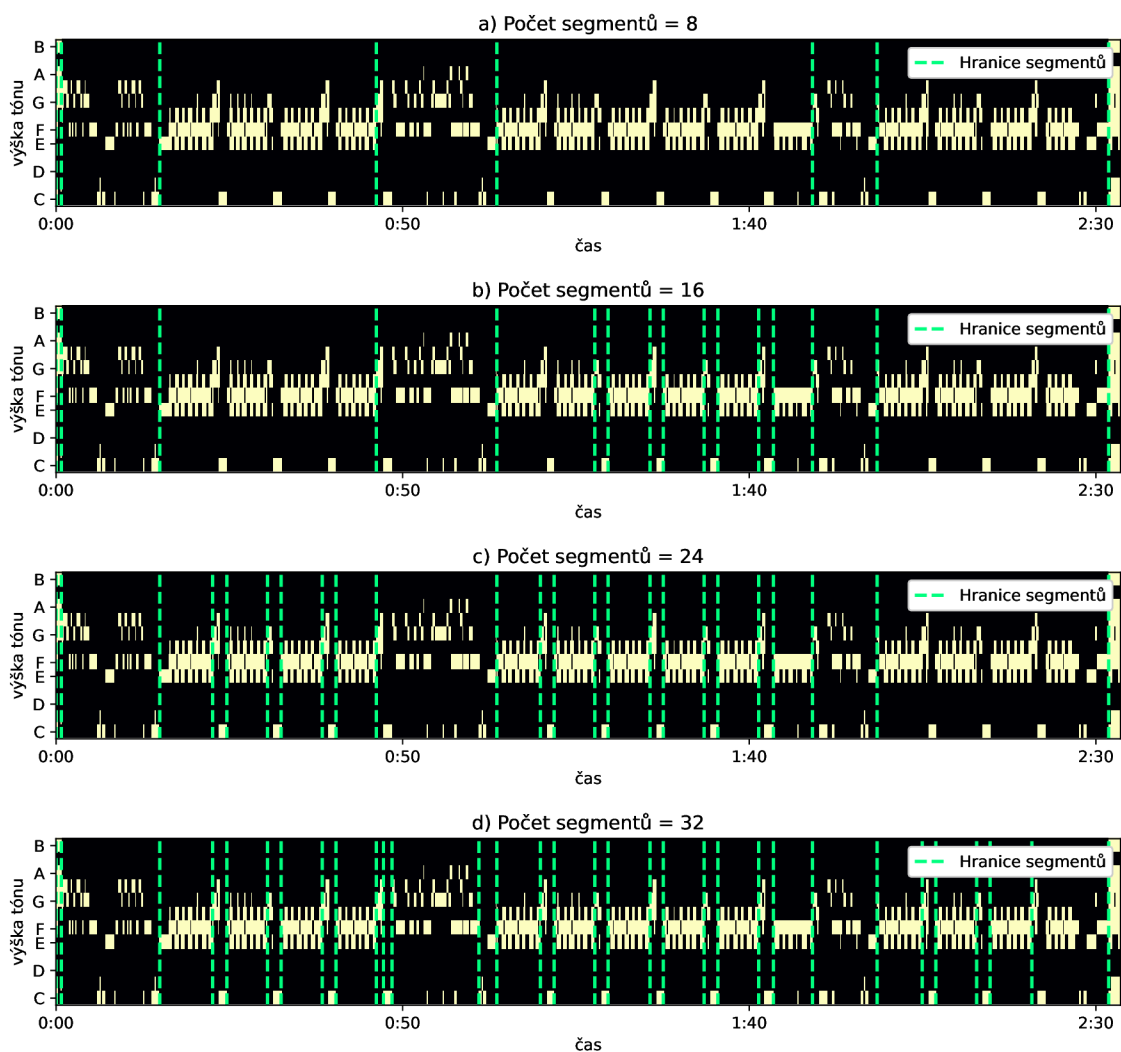 a) Počet segmentů = 8
Hranice segmentů
výška tónu
B
A
G
F
E
D
C
0:00 0:50 1:40 2:30
čas
b) Počet segmentů = 16
Hranice segmentů
výška tónu
B
A
G
F
E
D
C
0:00 0:50 1:40 2:30
čas
c) Počet segmentů = 24
Hranice segmentů
výška tónu
B
A
G
F
E
D
C
0:00 0:50 1:40 2:30
čas
d) Počet segmentů = 32
Hranice segmentů
výška tónu
B
A
G
F
E
D
C
0:00 0:50 1:40 2:30
čas